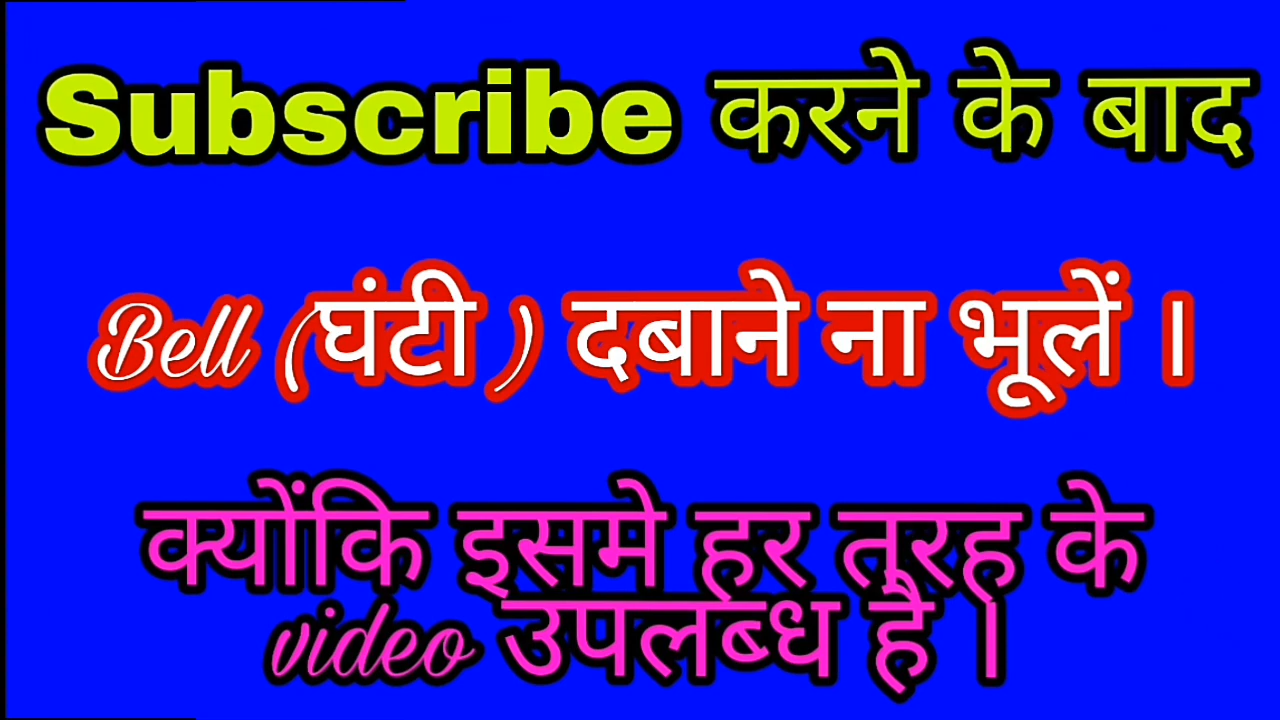 Subscribe करने के बाद
Bell (घंटी ) दबाने ना भूलें ।
क्योंकि इसमे हर तरह के
video उपलब्ध है ।